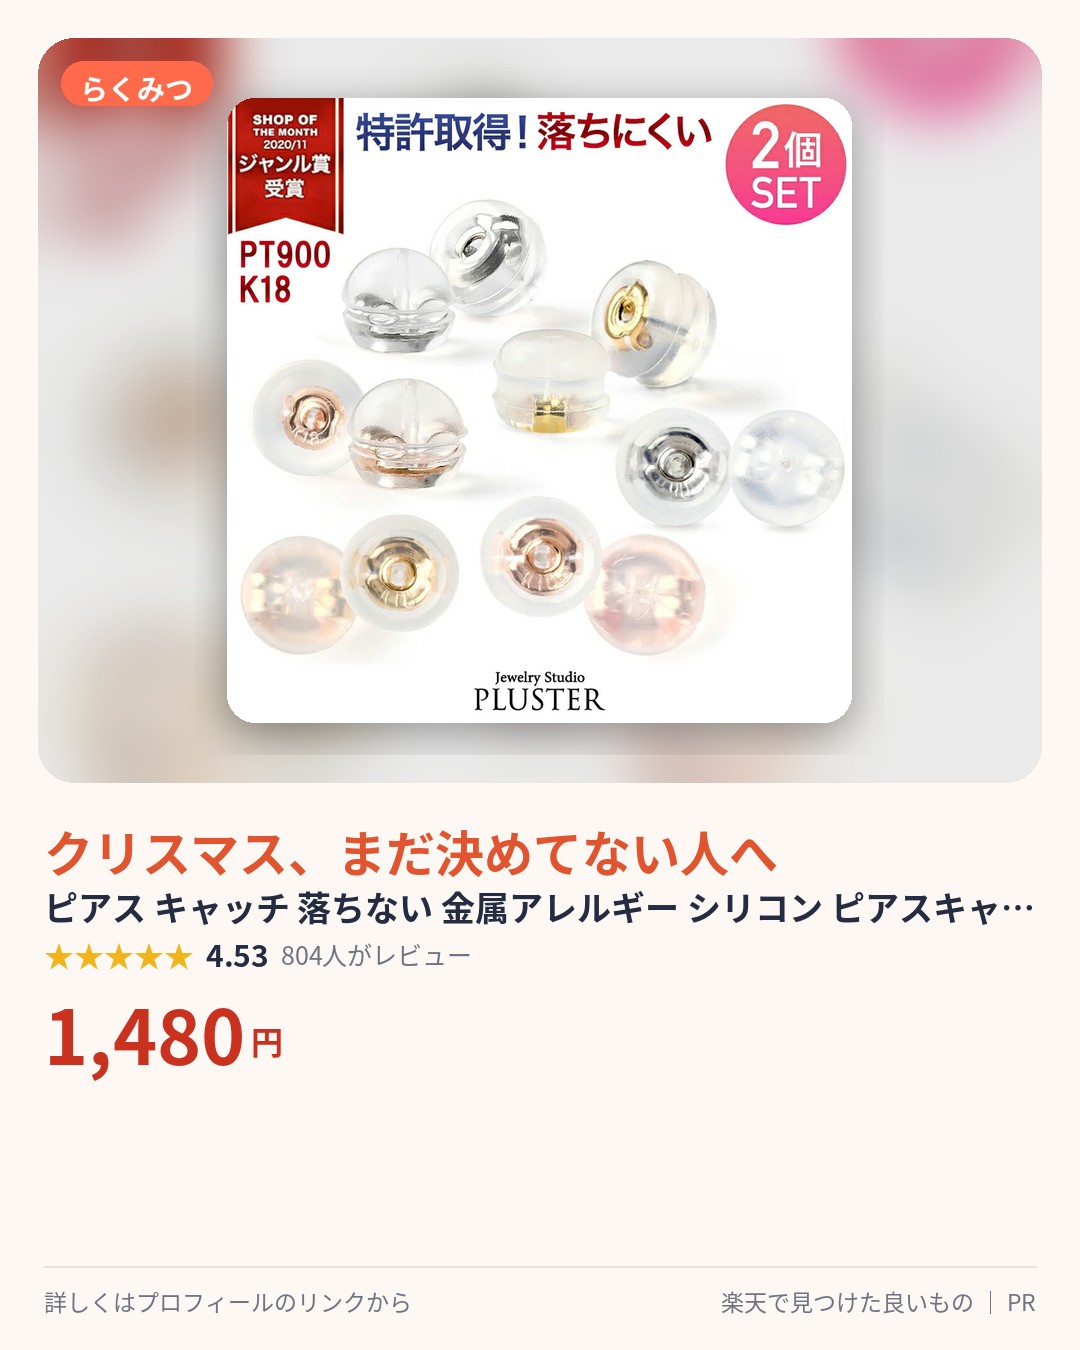 らくみつ
SHOP OF
THE MONTH
2020/11
ジャンル賞
受賞
特許取得！落ちにくい
2個
SET
PT900
K18
Jewelry Studio
PLUSTER
クリスマス、まだ決めてない人へ
ピアス キャッチ 落ちない 金属アレルギー シリコン ピアスキャ…
★★★★★ 4.53 804人がレビュー
1,480円
詳しくはプロフィールのリンクから
楽天で見つけた良いもの｜PR